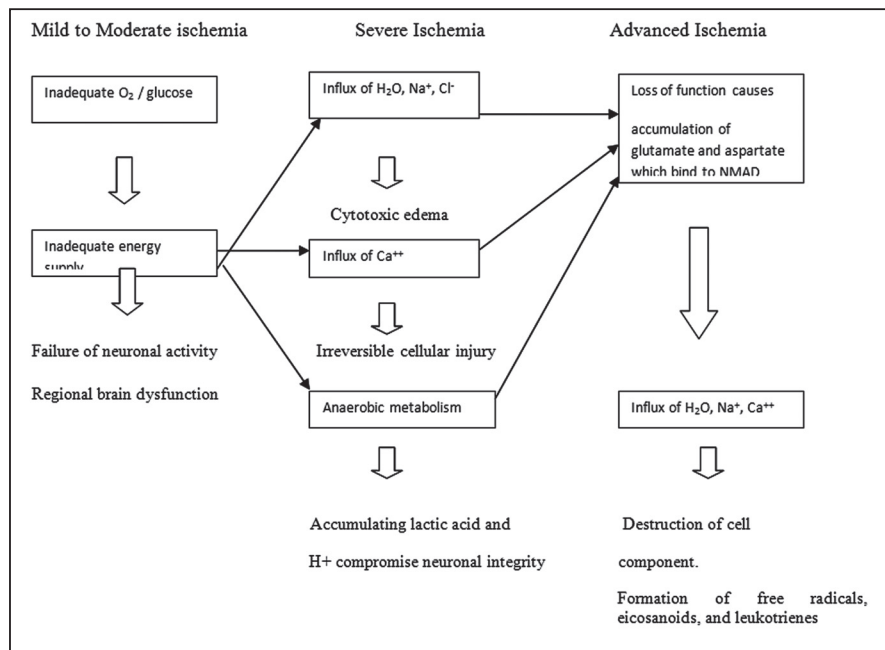 Mild to Moderate ischemia
Inadequate O₂ / glucose
Inadequate energy
supply
Failure of neuronal activity
Regional brain dysfunction
Severe Ischemia
Influx of H₂O, Na⁺, Cl⁻
Cytotoxic edema
Influx of Ca⁺⁺
Irreversible cellular injury
Anaerobic metabolism
Accumulating lactic acid and
H+ compromise neuronal integrity
Advanced Ischemia
Loss of function causes
accumulation of
glutamate and aspartate
which bind to NMAD
Influx of H₂O, Na⁺, Ca⁺⁺
Destruction of cell
component.
Formation of free radicals,
eicosanoids, and leukotrienes